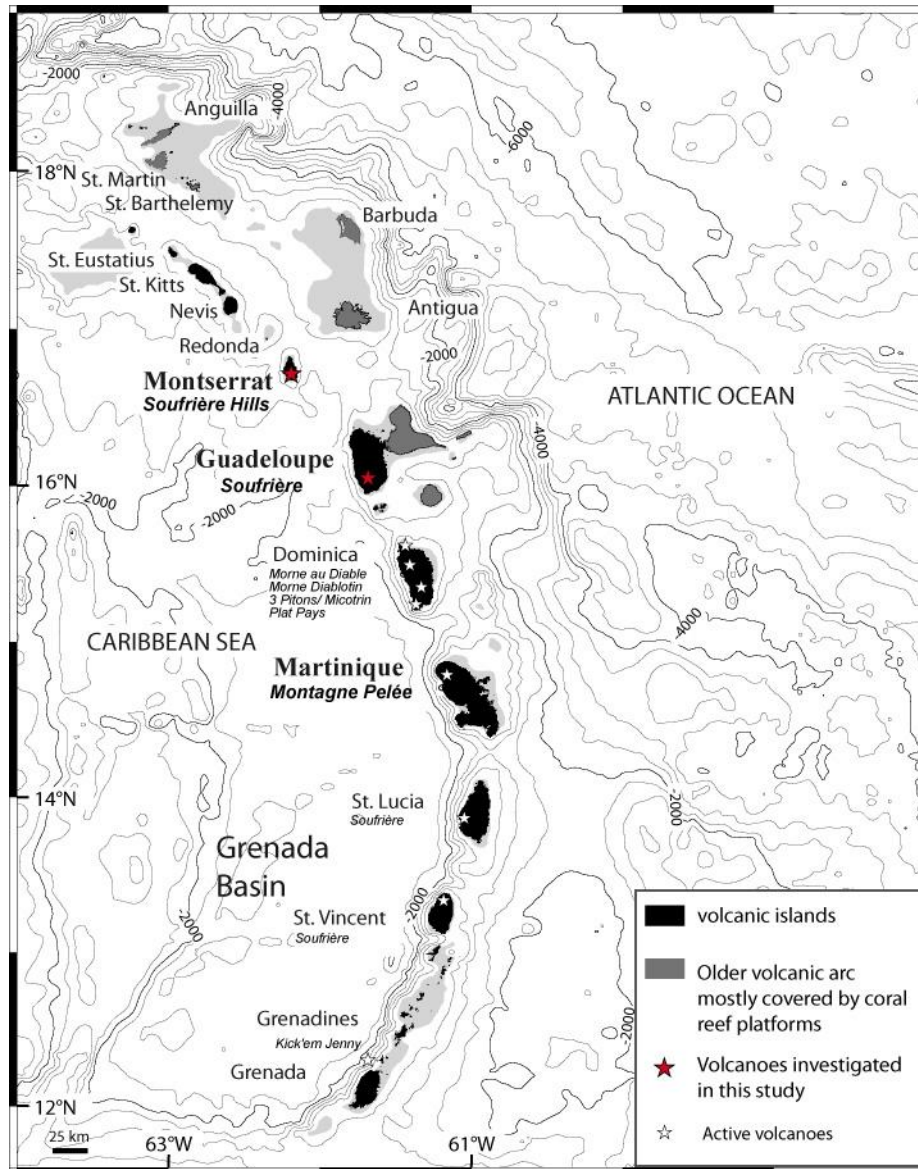 -2000
-4000
Anguilla
-6000
18°N
St. Martin
St. Barthelemy
Barbuda
St. Eustatius
St. Kitts
Nevis
Antigua
Redonda
-2000
Montserrat
Soufrière Hills
ATLANTIC OCEAN
-4000
Guadeloupe
Soufrière
16°N
-2000
-2000
Dominica
Morne au Diable
Morne Diablotin
3 Pitons/ Micotrin
Plat Pays
-4000
CARIBBEAN SEA
Martinique
Montagne Pelée
14°N
St. Lucia
Soufrière
-2000
Grenada
Basin
-2000
-2000
St. Vincent
Soufrière
Grenadines
Kick'em Jenny
Grenada
-2000
12°N
25 km
63°W
61°W
volcanic islands
Older volcanic arc
mostly covered by coral
reef platforms
Volcanoes investigated
in this study
Active volcanoes